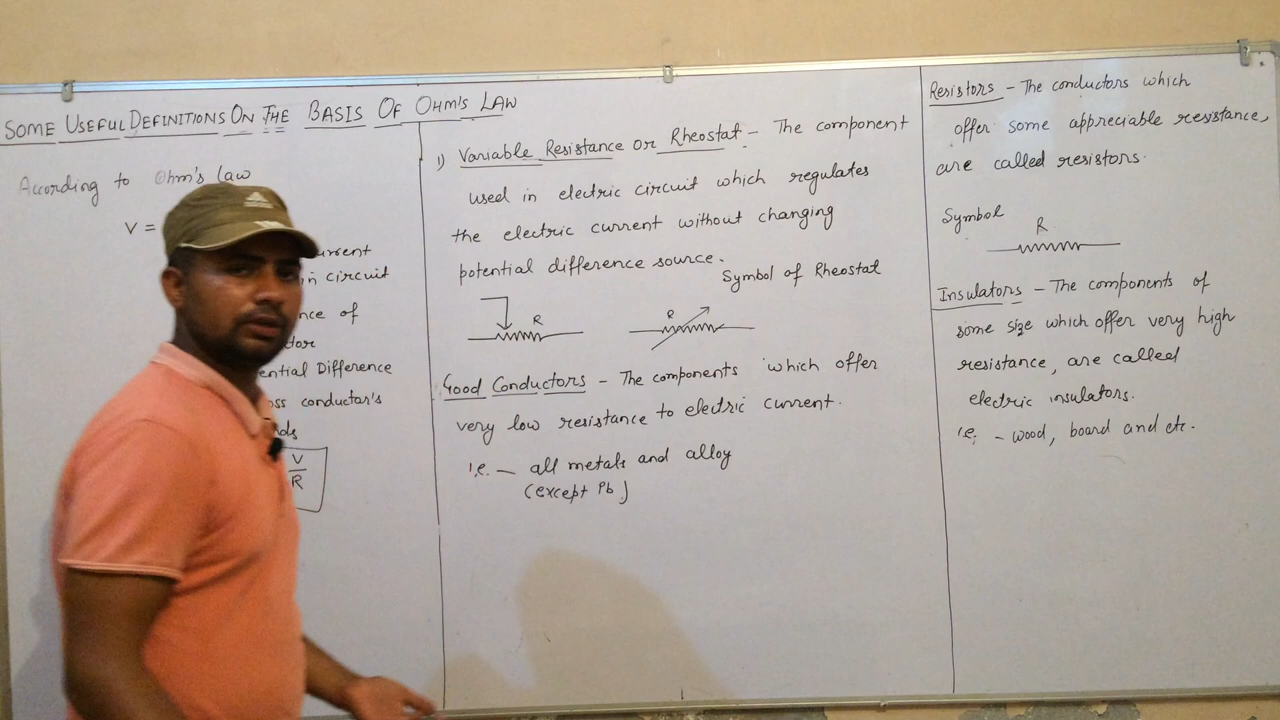 SOME USEFUL DEFINITIONS ON THE BASIS OF OHM'S LAW
According to Ohm's law
V =
urrent
in circuit
nce of
tor
ential Difference
oss conductor's
nds
V
R
1) Variable Resistance or Rheostat - The component
used in electric circuit which regulates
the electric current without changing
potential difference source.
Symbol of Rheostat
R
R
Good Conductors - The components which offer
very low resistance to electric current.
i.e. - all metals and alloy
(except Pb)
Resistors - The conductors which
offer some appreciable resistance,
are called resistors.
Symbol
R
Insulators - The components of
some size which offer very high
resistance, are called
electric insulators.
i.e. - wood, board and etc.